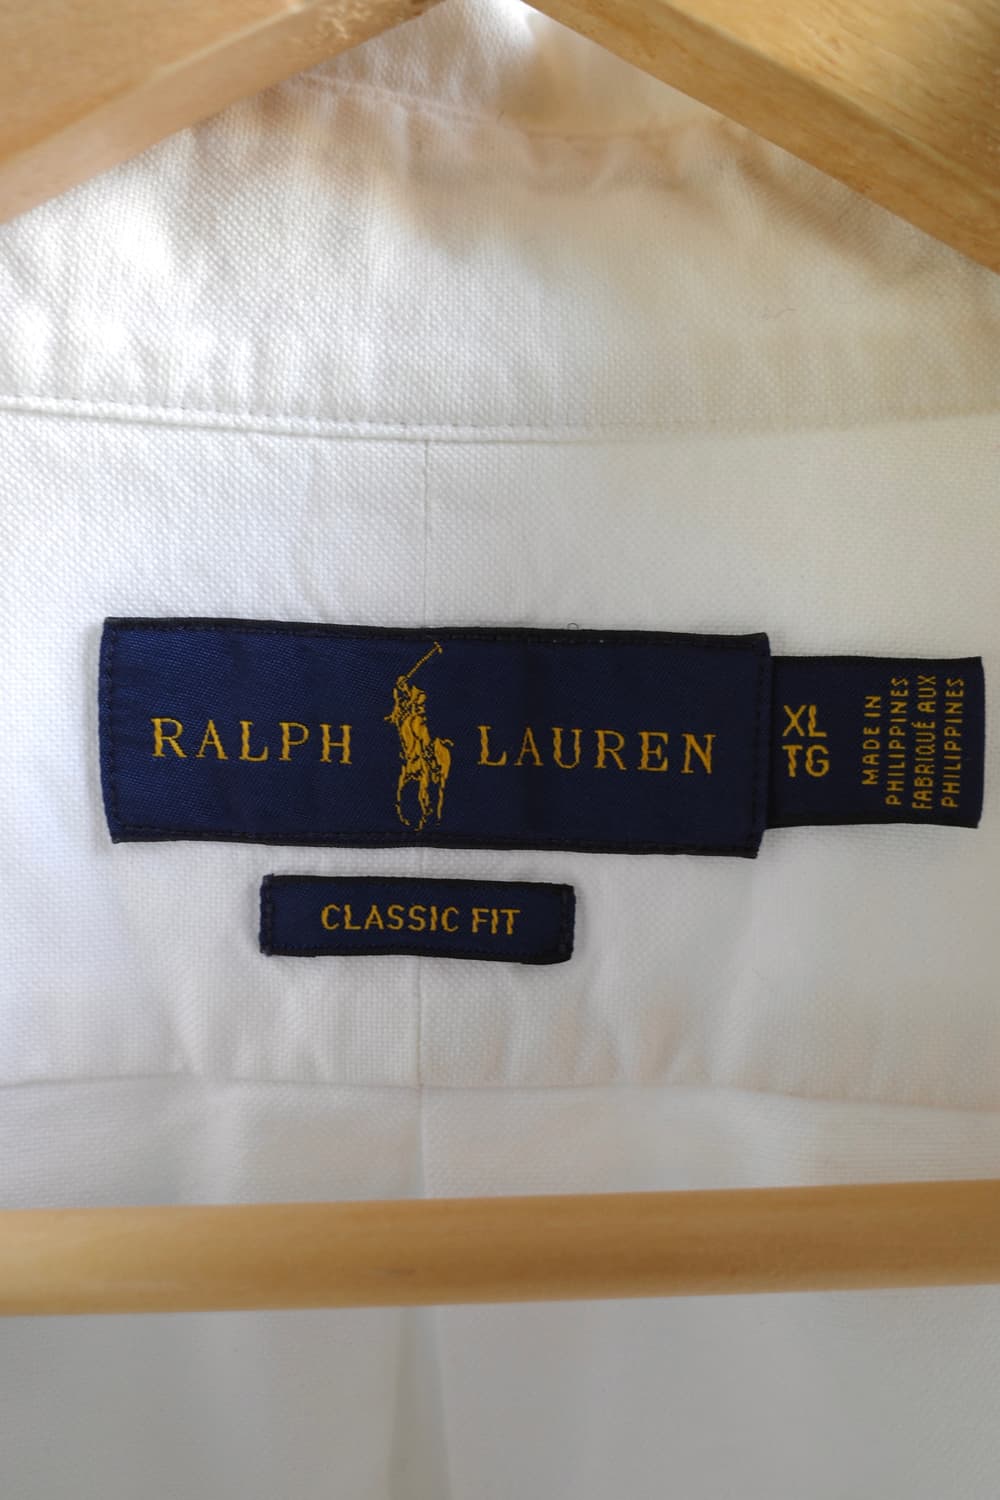 RALPH LAUREN
XL
TG
MADE IN
PHILIPPINES
FABRIQUÉ AUX
PHILIPPINES
CLASSIC FIT